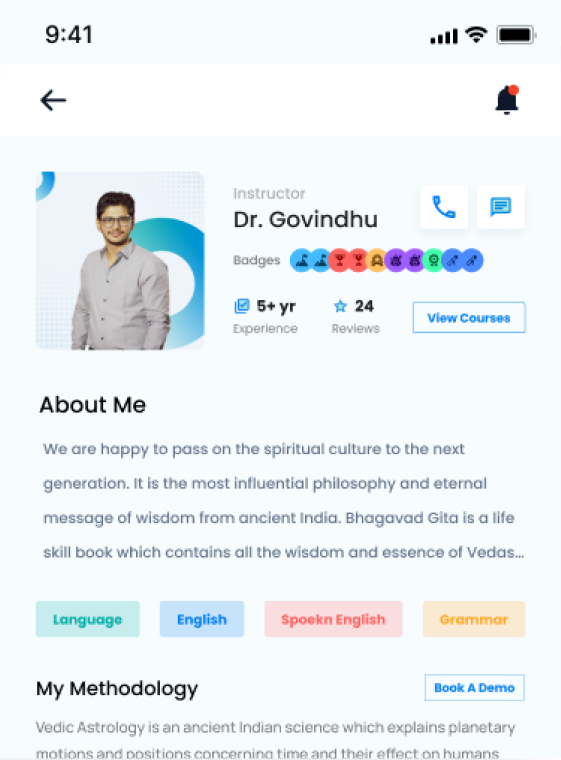 9:41
Instructor
Dr. Govindhu
Badges
5+ yr
24
Experience
Reviews
View Courses
About Me
We are happy to pass on the spiritual culture to the next
generation. It is the most influential philosophy and eternal
message of wisdom from ancient India. Bhagavad Gita is a life
skill book which contains all the wisdom and essence of Vedas...
Language
English
Spoekn English
Grammar
My Methodology
Book A Demo
Vedic Astrology is an ancient Indian science which explains planetary
motions and positions concerning time and their effect on humans